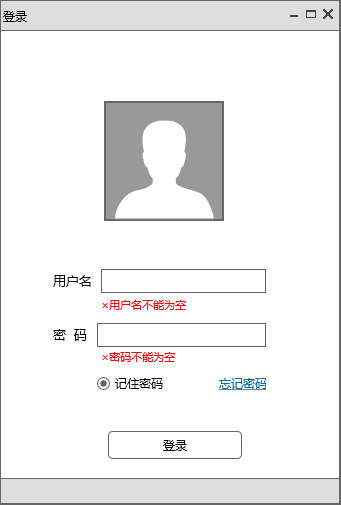 登录
用户名
×用户名不能为空
密 码
×密码不能为空
记住密码 忘记密码
登录